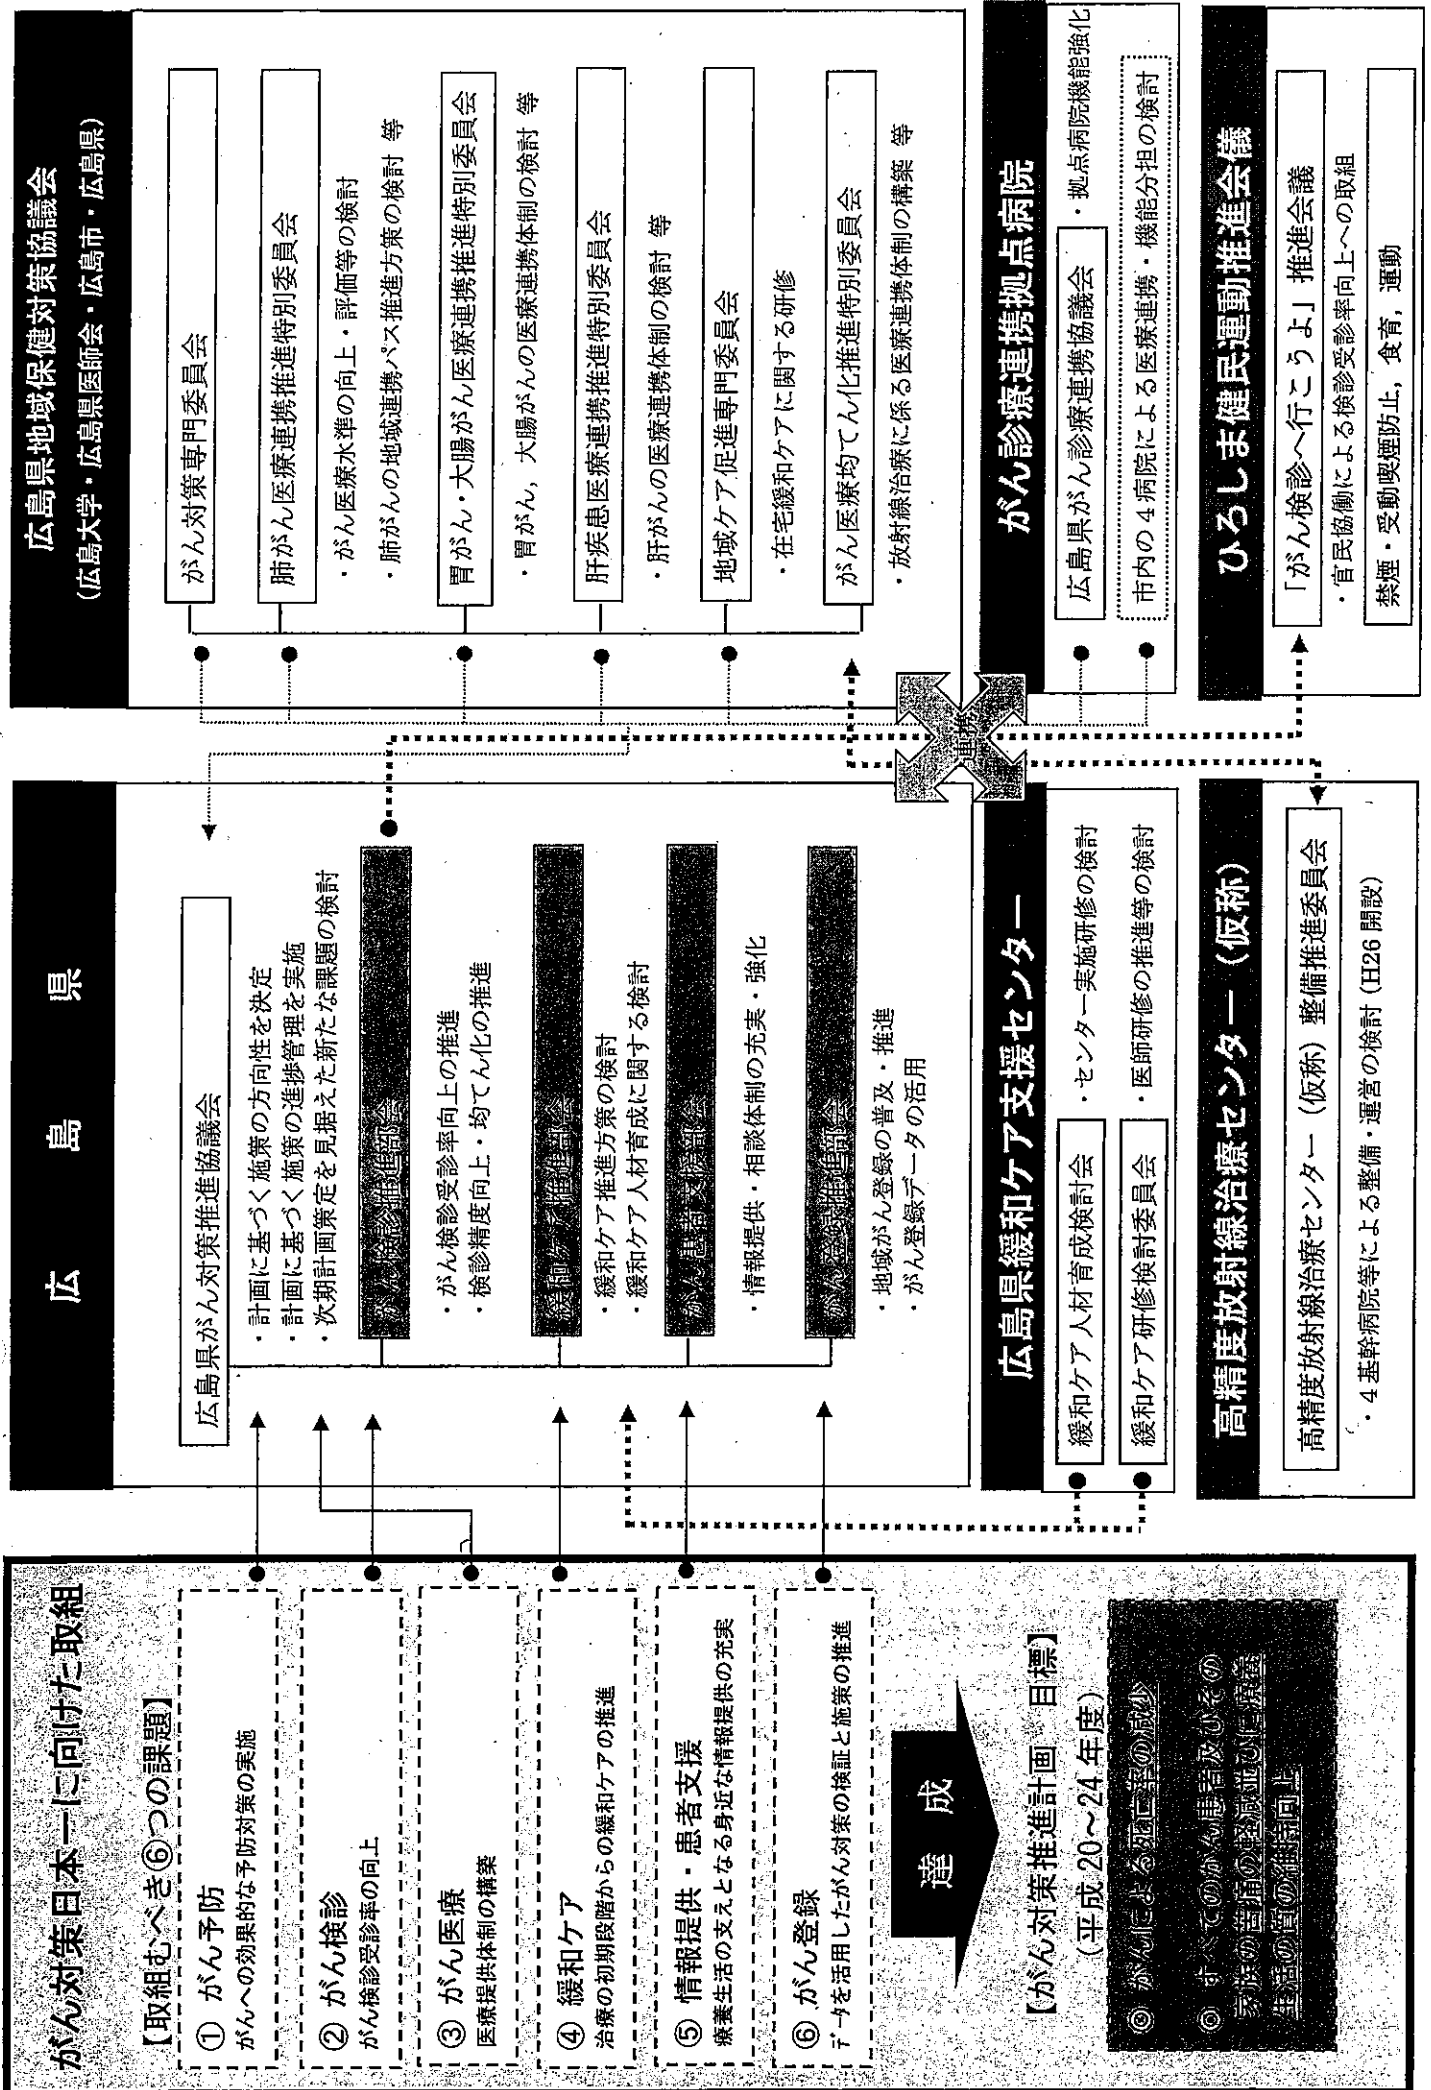 がん対策日本一に向けた取組
【取組むべき⑥つの課題】
① がん予防
がんへの効果的な予防対策の実施
② がん検診
がん検診受診率の向上
③ がん医療
医療提供体制の構築
④ 緩和ケア
治療の初期段階からの緩和ケアの推進
⑤ 情報提供・患者支援
療養生活の支えとなる身近な情報提供の充実
⑥ がん登録
データを活用したがん対策の検証と施策の推進
達 成
【がん対策推進計画 目標】
(平成20~24年度)
◎ がんによる死亡率の減少
◎ すべてのがん患者及びその
家族の苦痛の軽減並びに療養
生活の質の維持向上
広 島 県
広島県がん対策推進協議会
・計画に基づく施策の方向性を決定
・計画に基づく施策の進捗管理を実施
・次期計画策定を見据えた新たな課題の検討
がん検診推進部会
・がん検診受診率向上の推進
・検診精度向上・均てん化の推進
緩和ケア推進部会
・緩和ケア推進方策の検討
・緩和ケア人材育成に関する検討
がん患者支援部会
・情報提供・相談体制の充実・強化
がん登録推進部会
・地域がん登録の普及・推進
・がん登録データの活用
広島県緩和ケア支援センター
緩和ケア人材育成検討会 ・センター実施研修の検討
緩和ケア研修検討委員会 ・医師研修の推進等の検討
高精度放射線治療センター(仮称)
高精度放射線治療センター(仮称)整備推進委員会
・4基幹病院等による整備・運営の検討(H26開設)
広島県地域保健対策協議会
(広島大学・広島県医師会・広島市・広島県)
がん対策専門委員会
肺がん医療連携推進特別委員会
・がん医療水準の向上・評価等の検討
・肺がんの地域連携パス推進方策の検討 等
胃がん・大腸がん医療連携推進特別委員会
・胃がん,大腸がんの医療連携体制の検討 等
肝疾患医療連携推進特別委員会
・肝がんの医療連携体制の検討 等
地域ケア促進専門委員会
・在宅緩和ケアに関する研修
がん医療均てん化推進特別委員会
・放射線治療に係る医療連携体制の構築 等
連携
がん診療連携拠点病院
広島県がん診療連携協議会 ・拠点病院機能強化
市内の4病院による医療連携・機能分担の検討
ひろしま健民運動推進会儀
「がん検診へ行こうよ」推進会議
・官民協働による検診受診率向上への取組
禁煙・受動喫煙防止,食育,運動